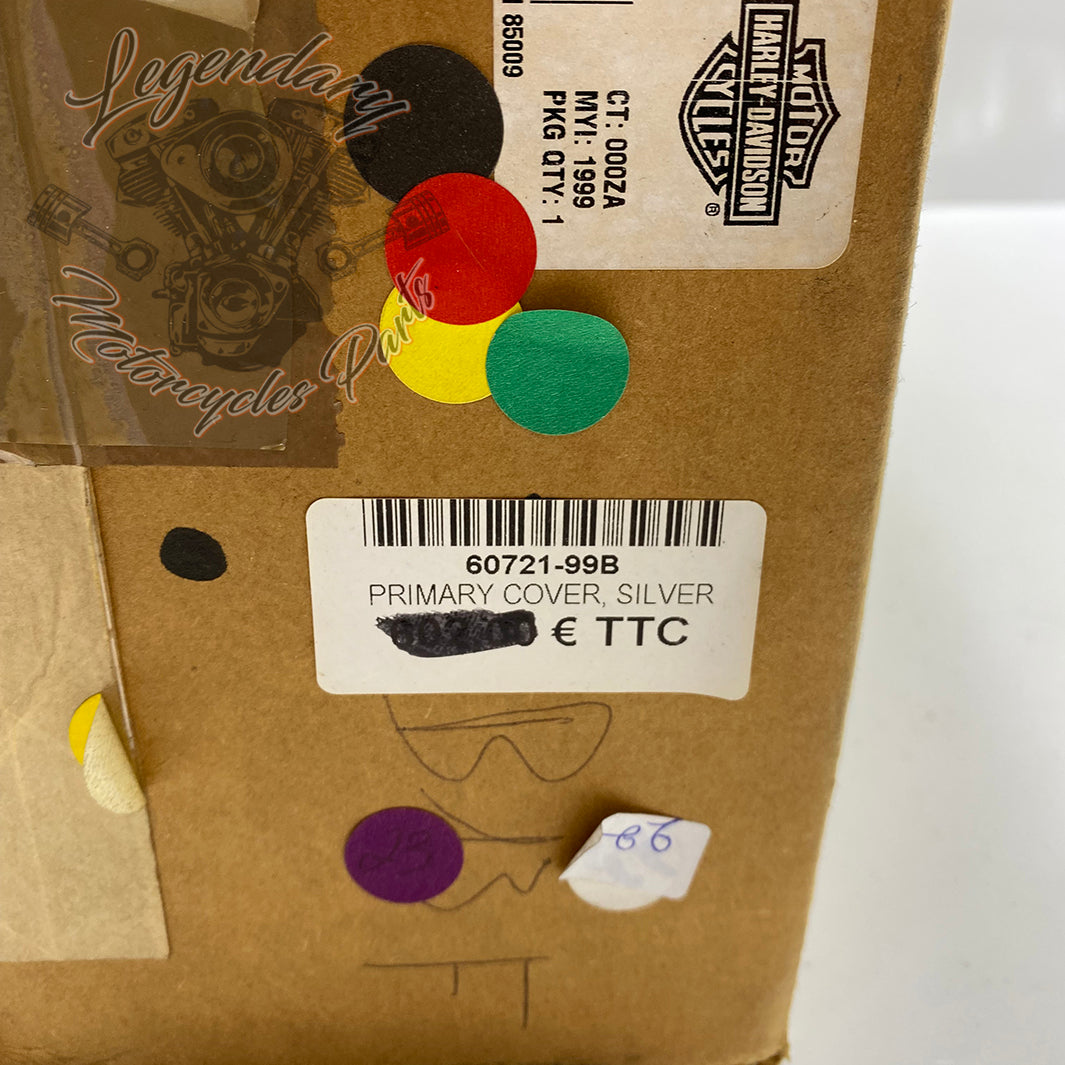 Legendary
Motorcycles Parts
85009
CT: 000ZA
MYI: 1999
PKG QTY: 1
MOTOR
HARLEY-DAVIDSON
CYCLES
®
60721-99B
PRIMARY COVER, SILVER
€ TTC